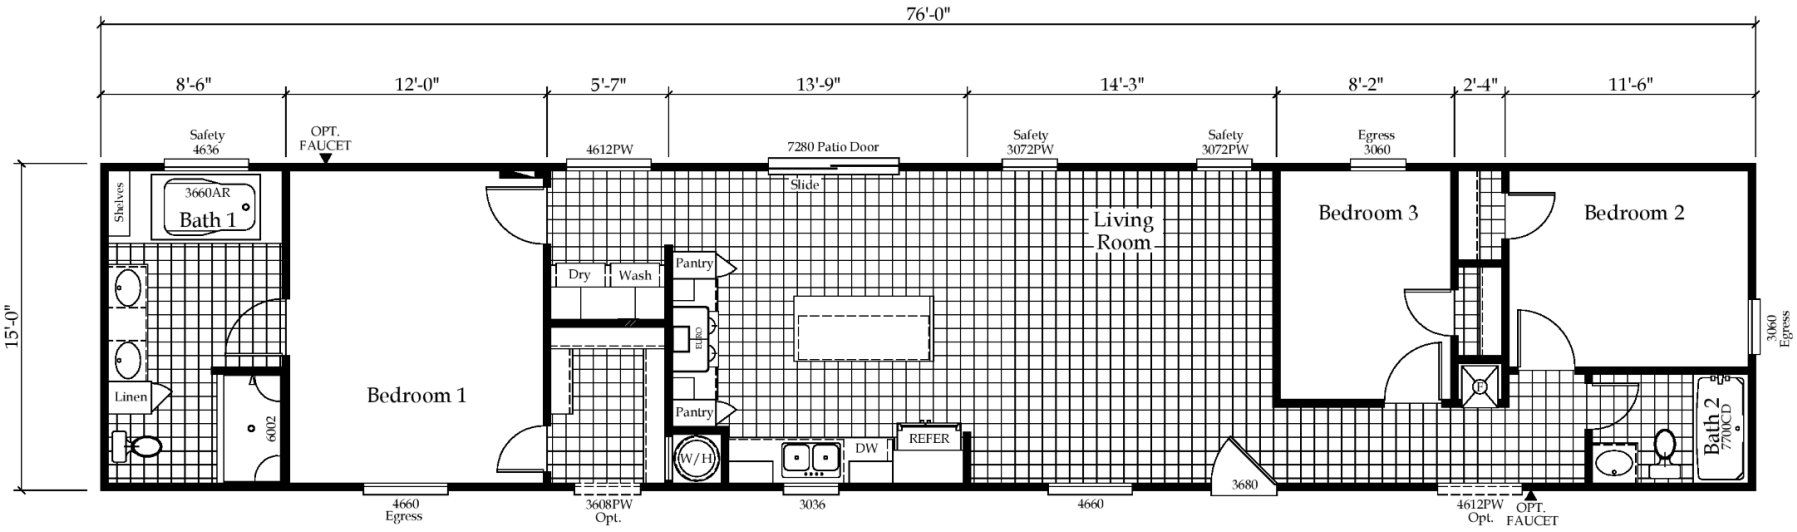 76'-0"
8'-6"
12'-0"
5'-7"
13'-9"
14'-3"
8'-2"
2'-4"
11'-6"
Safety
4636
OPT.
FAUCET
4612PW
7280 Patio Door
Slide
Safety
3072PW
Safety
3072PW
Egress
3060
15'-0"
Shelves
3660AR
Bath 1
Linen
6002
Bedroom 1
Dry
Wash
Pantry
EURO
Pantry
W/H
DW
REFER
Living
Room
Bedroom 3
Bedroom 2
F
Bath 2
7700CD
3060
Egress
4660
Egress
3608PW
Opt.
3036
4660
3680
4612PW
Opt.
OPT.
FAUCET